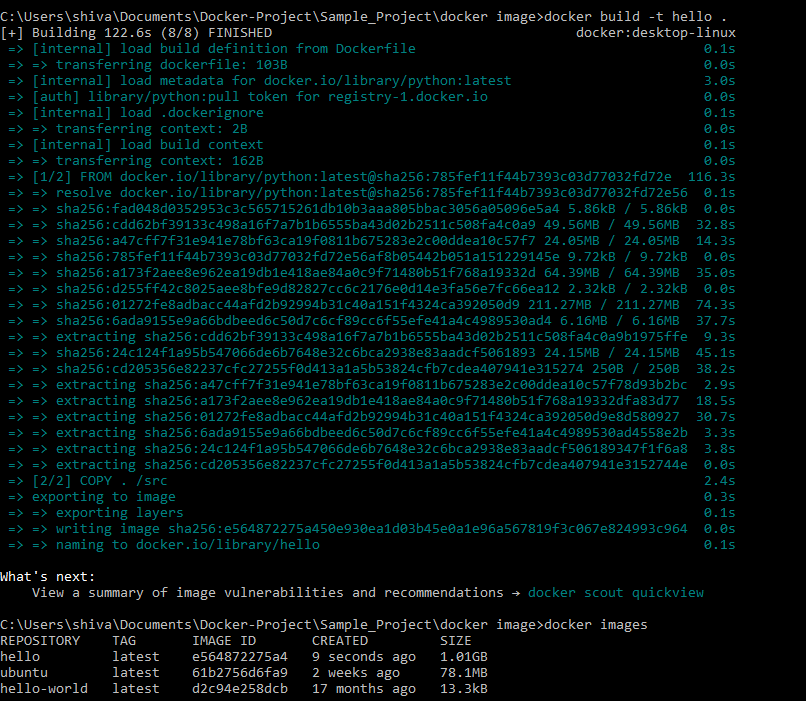 C:\Users\shiva\Documents\Docker-Project\Sample_Project\docker image>docker build -t hello .
[+] Building 122.6s (8/8) FINISHED docker:desktop-linux
=> [internal] load build definition from Dockerfile 0.1s
=> => transferring dockerfile: 103B 0.0s
=> [internal] load metadata for docker.io/library/python:latest 3.0s
=> [auth] library/python:pull token for registry-1.docker.io 0.0s
=> [internal] load .dockerignore 0.1s
=> => transferring context: 2B 0.0s
=> [internal] load build context 0.1s
=> => transferring context: 162B 0.0s
=> [1/2] FROM docker.io/library/python:latest@sha256:785fef11f44b7393c03d77032fd72e 116.3s
=> => resolve docker.io/library/python:latest@sha256:785fef11f44b7393c03d77032fd72e56 0.1s
=> => sha256:fad048d0352953c3c565715261db10b3aaa805bbac3056a05096e5a4 5.86kB / 5.86kB 0.0s
=> => sha256:cdd62bf39133c498a16f7a7b1b6555ba43d02b2511c508fa4c0a9 49.56MB / 49.56MB 32.8s
=> => sha256:a47cff7f31e941e78bf63ca19f0811b675283e2c00ddea10c57f7 24.05MB / 24.05MB 14.3s
=> => sha256:785fef11f44b7393c03d77032fd72e56af8b05442b051a151229145e 9.72kB / 9.72kB 0.0s
=> => sha256:a173f2aee8e962ea19db1e418ae84a0c9f71480b51f768a19332d 64.39MB / 64.39MB 35.0s
=> => sha256:d255ff42c8025aee8bfe9d82827cc6c2176e0d14e3fa56e7fc66ea12 2.32kB / 2.32kB 0.0s
=> => sha256:01272fe8adbacc44afd2b92994b31c40a151f4324ca392050d9 211.27MB / 211.27MB 74.3s
=> => sha256:6ada9155e9a66bdbeed6c50d7c6cf89cc6f55efe41a4c4989530ad4 6.16MB / 6.16MB 37.7s
=> => extracting sha256:cdd62bf39133c498a16f7a7b1b6555ba43d02b2511c508fa4c0a9b1975ffe 9.3s
=> => sha256:24c124f1a95b547066de6b7648e32c6bca2938e83aadcf5061893 24.15MB / 24.15MB 45.1s
=> => sha256:cd205356e82237cfc27255f0d413a1a5b53824cfb7cdea407941e315274 250B / 250B 38.2s
=> => extracting sha256:a47cff7f31e941e78bf63ca19f0811b675283e2c00ddea10c57f78d93b2bc 2.9s
=> => extracting sha256:a173f2aee8e962ea19db1e418ae84a0c9f71480b51f768a19332dfa83d77 18.5s
=> => extracting sha256:01272fe8adbacc44afd2b92994b31c40a151f4324ca392050d9e8d580927 30.7s
=> => extracting sha256:6ada9155e9a66bdbeed6c50d7c6cf89cc6f55efe41a4c4989530ad4558e2b 3.3s
=> => extracting sha256:24c124f1a95b547066de6b7648e32c6bca2938e83aadcf506189347f1f6a8 3.8s
=> => extracting sha256:cd205356e82237cfc27255f0d413a1a5b53824cfb7cdea407941e3152744e 0.0s
=> [2/2] COPY . /src 2.4s
=> exporting to image 0.3s
=> => exporting layers 0.1s
=> => writing image sha256:e564872275a450e930ea1d03b45e0a1e96a567819f3c067e824993c964 0.0s
=> => naming to docker.io/library/hello 0.1s
What's next:
View a summary of image vulnerabilities and recommendations → docker scout quickview
C:\Users\shiva\Documents\Docker-Project\Sample_Project\docker image>docker images
REPOSITORY TAG IMAGE ID CREATED SIZE
hello latest e564872275a4 9 seconds ago 1.01GB
ubuntu latest 61b2756d6fa9 2 weeks ago 78.1MB
hello-world latest d2c94e258dcb 17 months ago 13.3kB